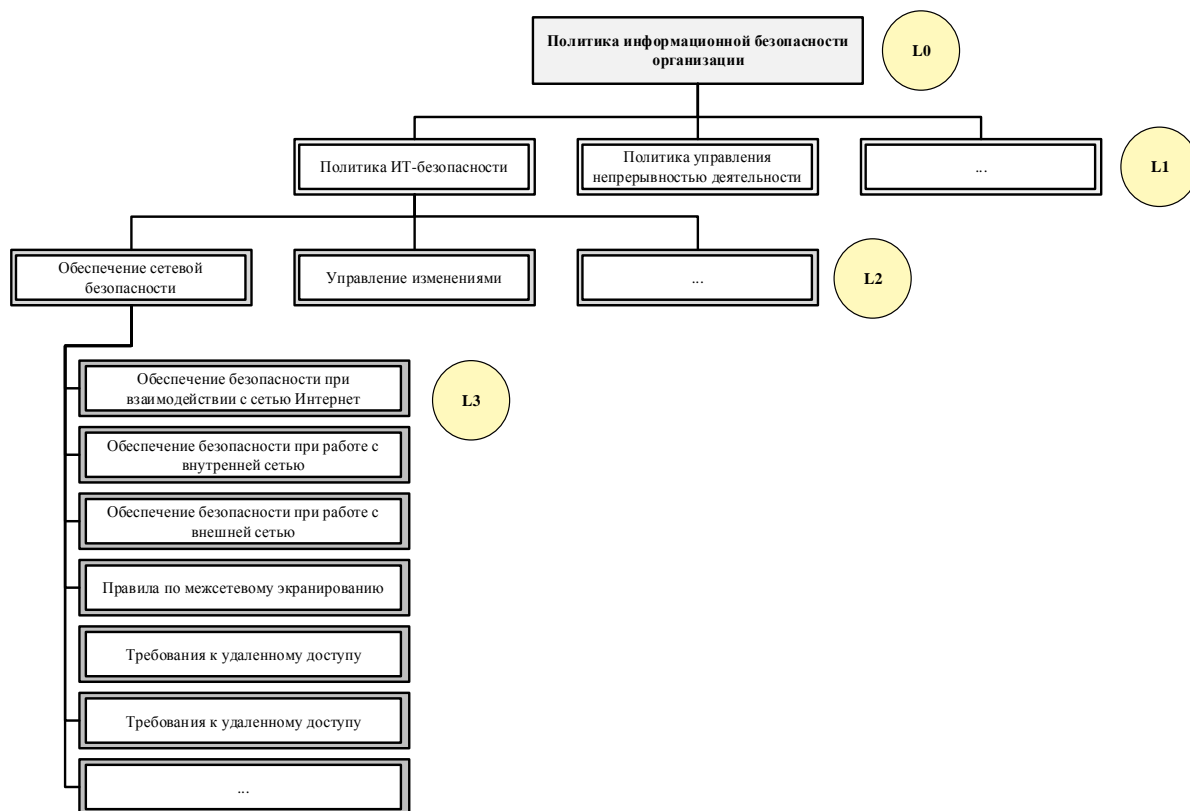 Политика информационной безопасности
организации
L0
Политика ИТ-безопасности
Политика управления
непрерывностью деятельности
...
L1
Обеспечение сетевой
безопасности
Управление изменениями
...
L2
Обеспечение безопасности при
взаимодействии с сетью Интернет
L3
Обеспечение безопасности при работе с
внутренней сетью
Обеспечение безопасности при работе с
внешней сетью
Правила по межсетевому экранированию
Требования к удаленному доступу
Требования к удаленному доступу
...